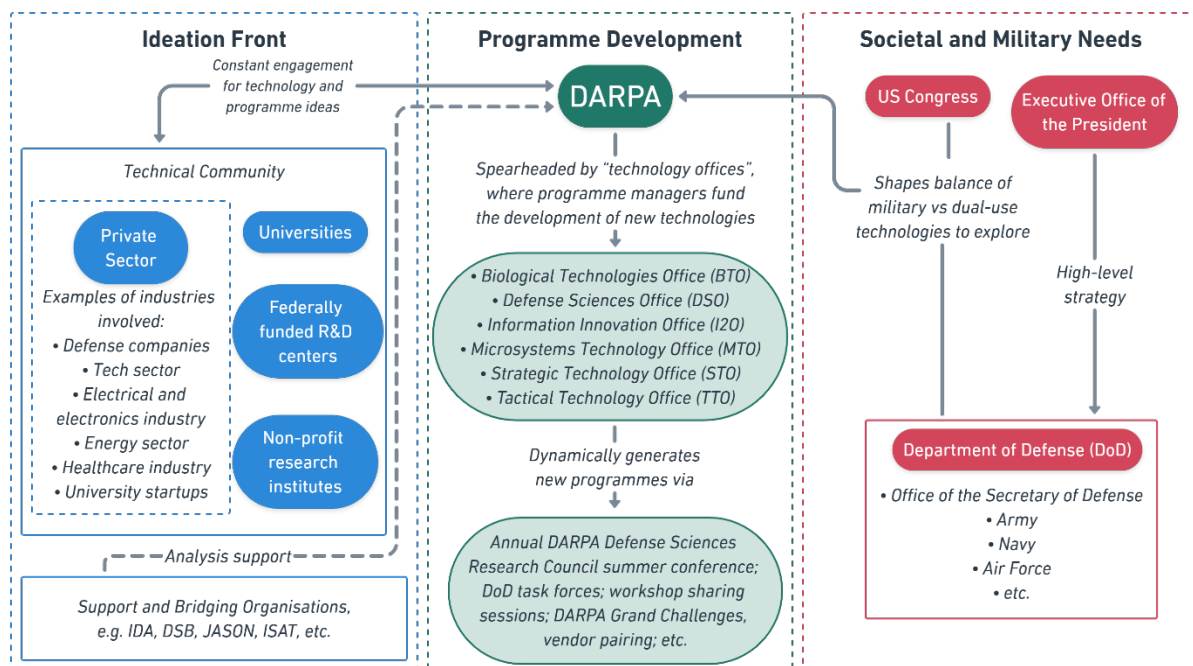 Ideation Front
Constant engagement
for technology and
programme ideas
Technical Community
Private
Sector
Examples of industries
involved:
• Defense companies
• Tech sector
• Electrical and
electronics industry
• Energy sector
• Healthcare industry
• University startups
Universities
Federally
funded R&D
centers
Non-profit
research
institutes
Analysis support
Support and Bridging Organisations,
e.g. IDA, DSB, JASON, ISAT, etc.
Programme Development
DARPA
Spearheaded by “technology offices”,
where programme managers fund
the development of new technologies
• Biological Technologies Office (BTO)
• Defense Sciences Office (DSO)
• Information Innovation Office (I2O)
• Microsystems Technology Office (MTO)
• Strategic Technology Office (STO)
• Tactical Technology Office (TTO)
Dynamically generates
new programmes via
Annual DARPA Defense Sciences
Research Council summer conference;
DoD task forces; workshop sharing
sessions; DARPA Grand Challenges,
vendor pairing; etc.
Societal and Military Needs
US Congress
Executive Office of
the President
Shapes balance of
military vs dual-use
technologies to explore
High-level
strategy
Department of Defense (DoD)
• Office of the Secretary of Defense
• Army
• Navy
• Air Force
• etc.